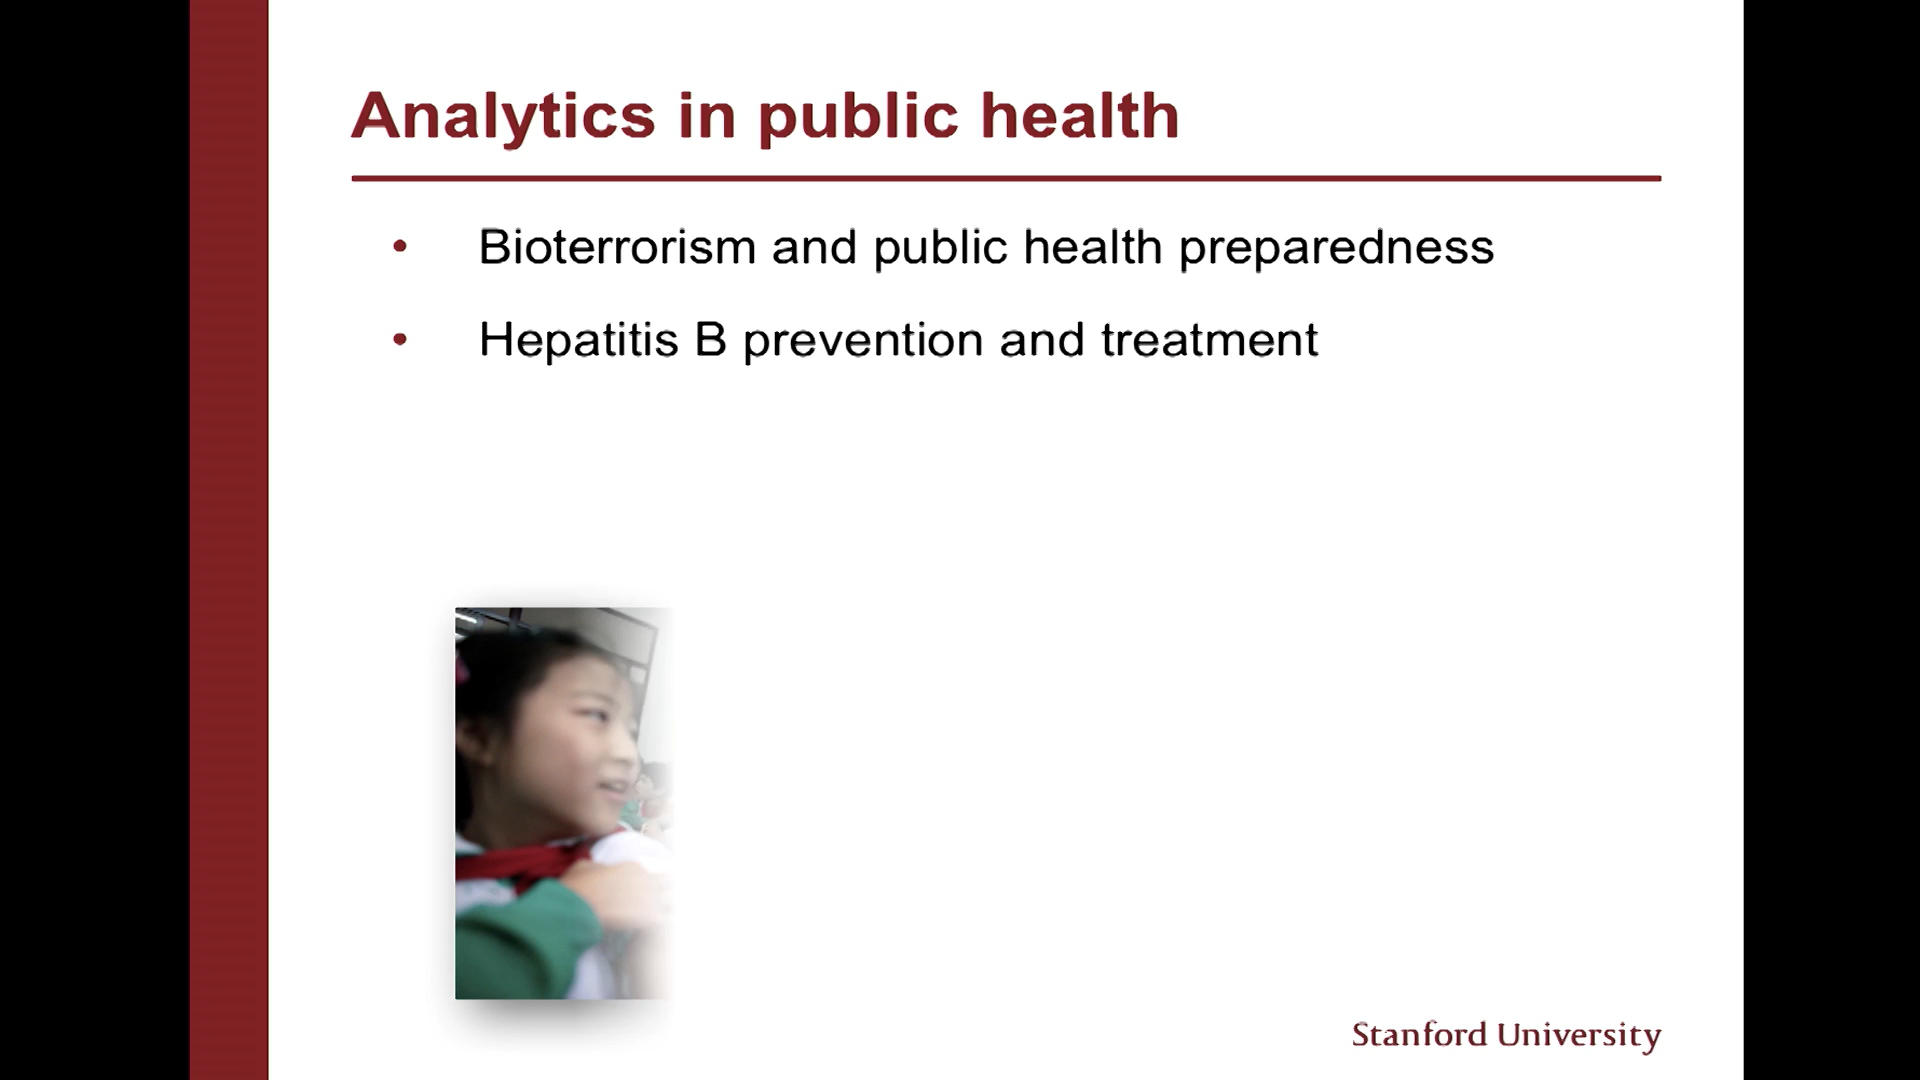 Analytics in public health
• Bioterrorism and public health preparedness
• Hepatitis B prevention and treatment
Stanford University